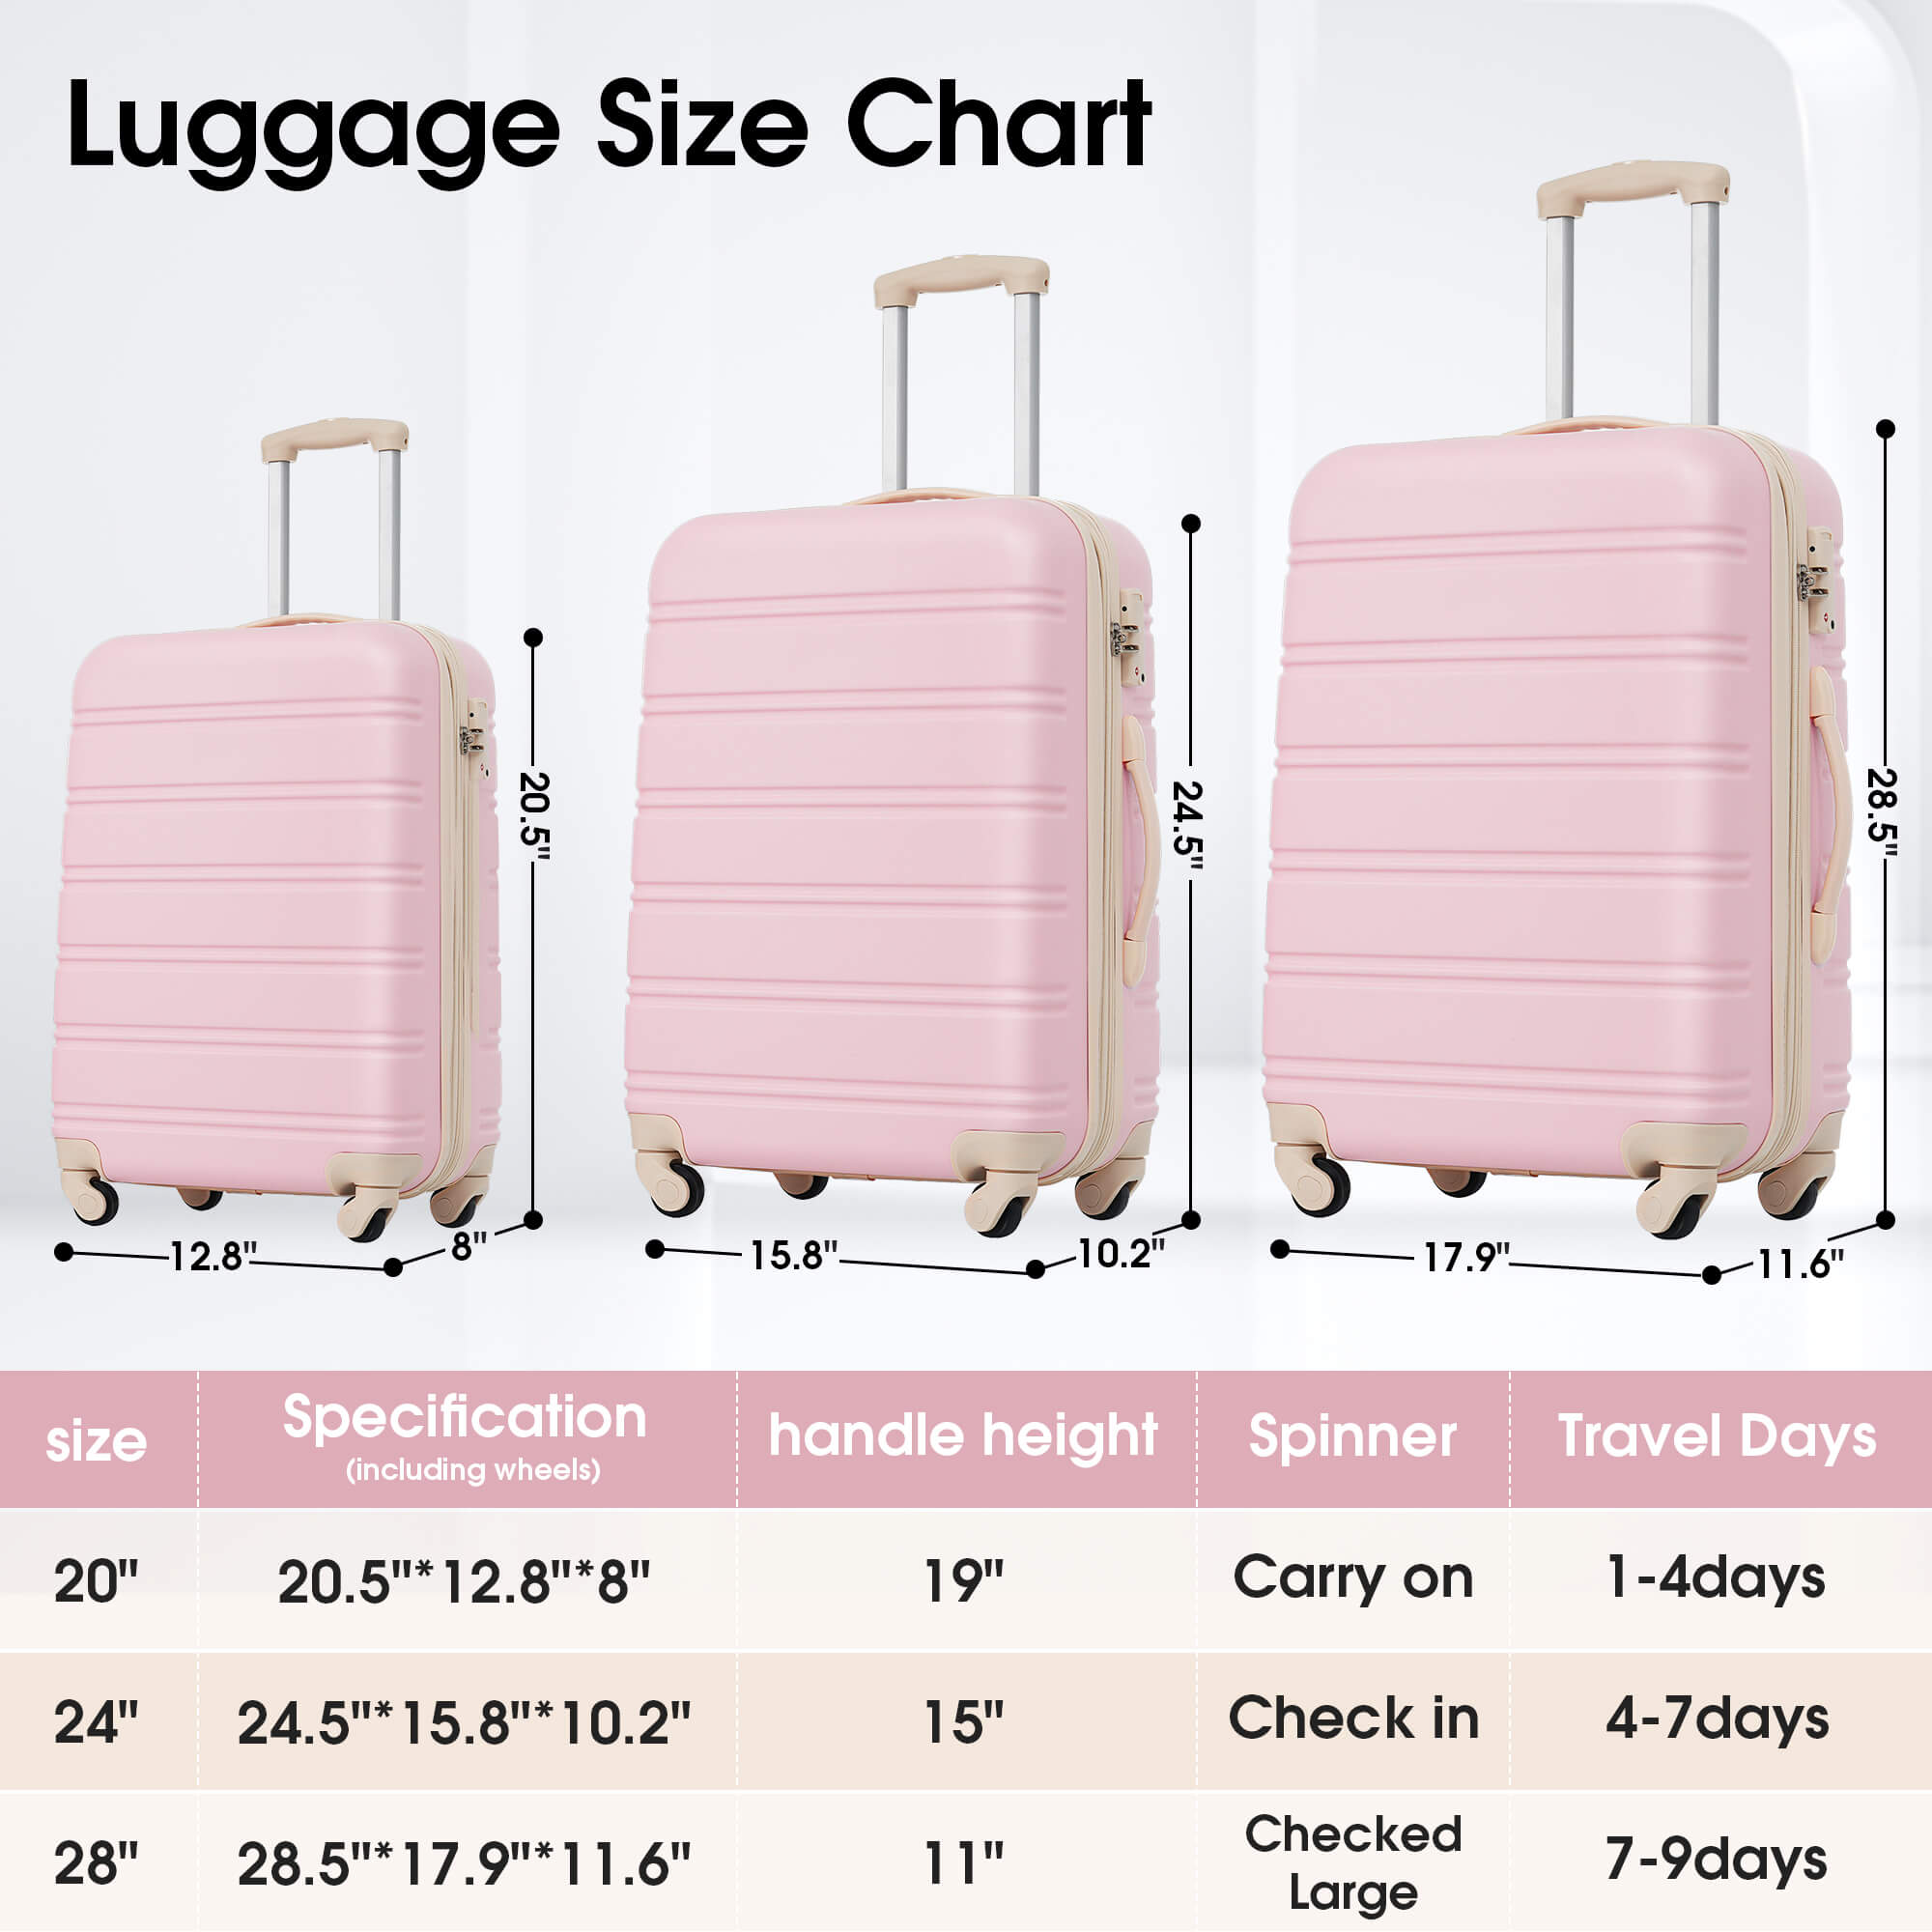 Luggage Size Chart
20.5"
24.5"
28.5"
12.8"
8"
15.8"
10.2"
17.9"
11.6"
size
Specification
(including wheels)
handle height
Spinner
Travel Days
20"
20.5"*12.8"*8"
19"
Carry on
1-4days
24"
24.5"*15.8"*10.2"
15"
Check in
4-7days
28"
28.5"*17.9"*11.6"
11"
Checked
Large
7-9days